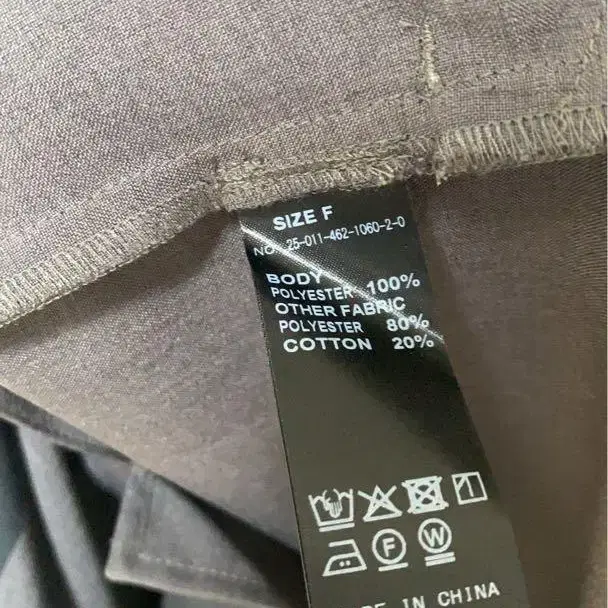 SIZE F
NO. 25-011-462-1060-2-0
BODY
POLYESTER 100%
OTHER FABRIC
POLYESTER 80%
COTTON 20%
F W
IN CHINA